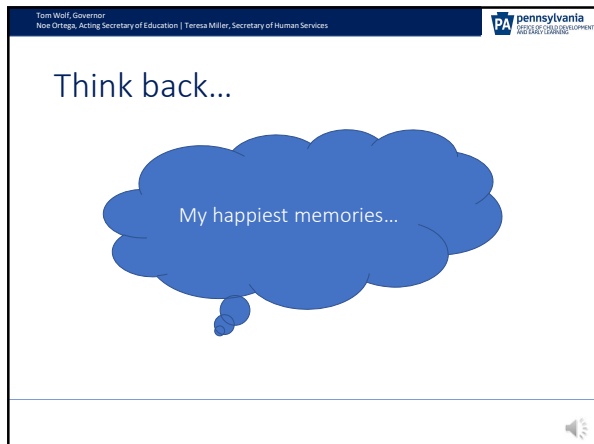 Tom Wolf, Governor
Noe Ortega, Acting Secretary of Education | Teresa Miller, Secretary of Human Services
PA pennsylvania
OFFICE OF CHILD DEVELOPMENT
AND EARLY LEARNING
Think back…
My happiest memories…